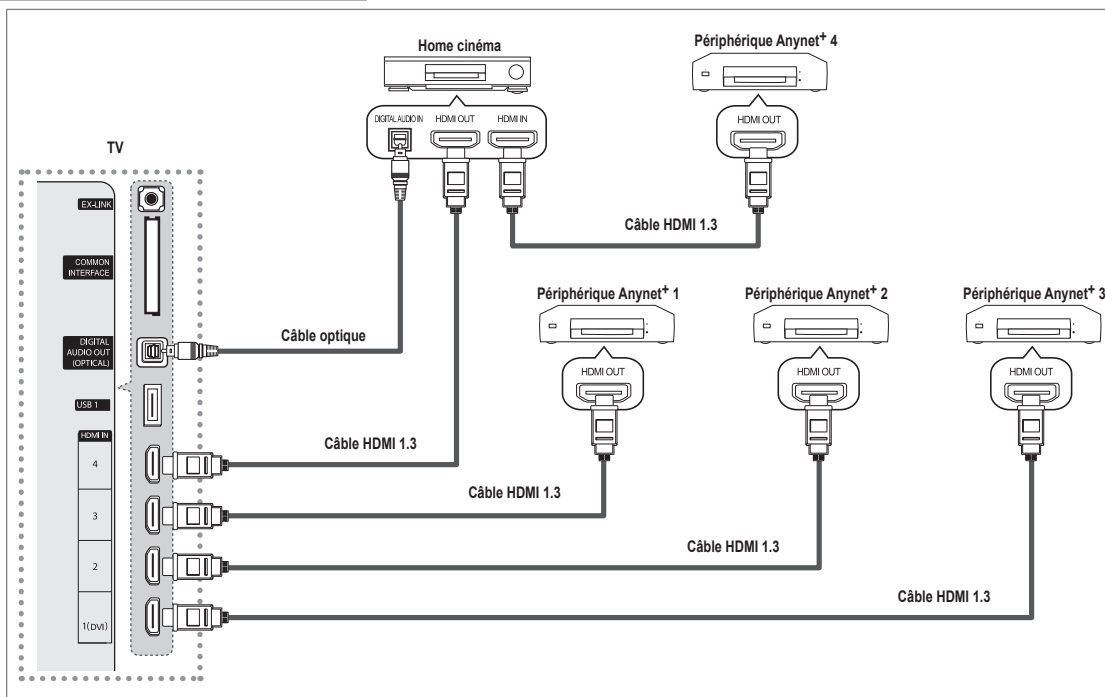 Home cinéma
Périphérique Anynet+ 4
DIGITAL AUDIO IN
HDMI OUT
HDMI IN
HDMI OUT
TV
EX-LINK
Câble HDMI 1.3
COMMON
INTERFACE
Périphérique Anynet+ 1
Périphérique Anynet+ 2
Périphérique Anynet+ 3
Câble optique
DIGITAL
AUDIO OUT
(OPTICAL)
HDMI OUT
HDMI OUT
HDMI OUT
USB 1
HDMI IN
Câble HDMI 1.3
4
Câble HDMI 1.3
3
Câble HDMI 1.3
2
Câble HDMI 1.3
1(DVI)